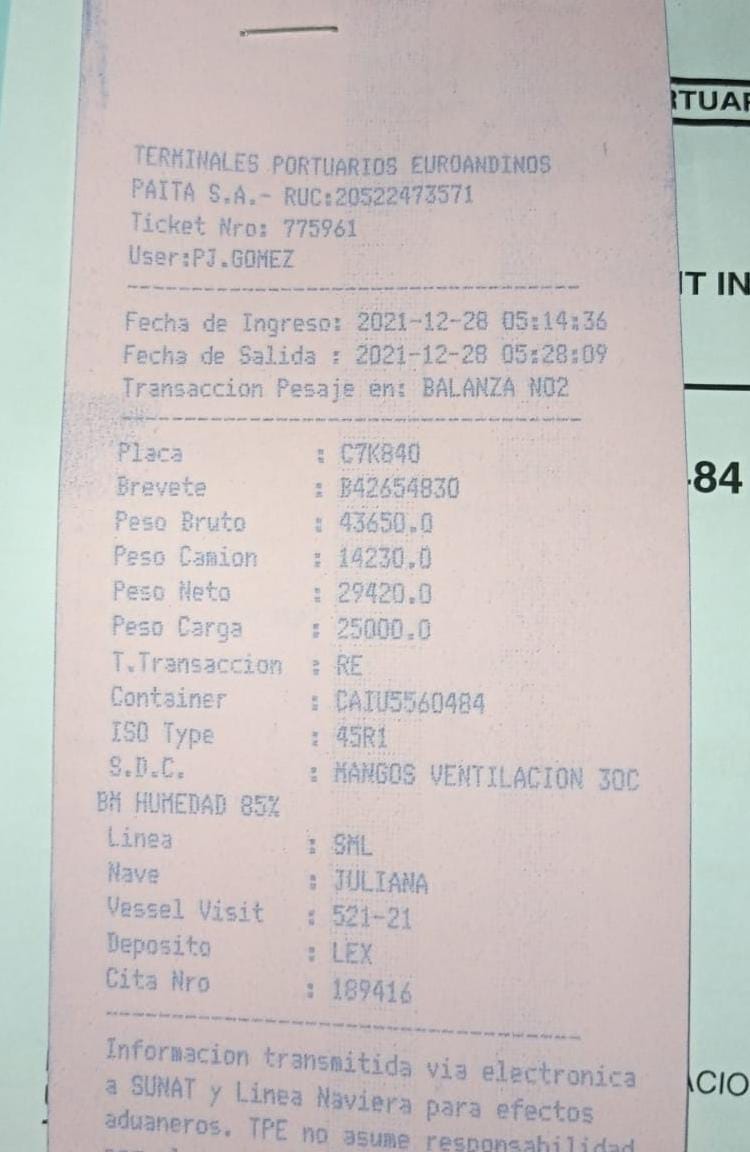 TERMINALES PORTUARIOS EUROANDINOS
PAITA S.A.- RUC:20522473571
Ticket Nro: 775961
User:PJ.GOMEZ
Fecha de Ingreso: 2021-12-28 05:14:36
Fecha de Salida : 2021-12-28 05:28:09
Transaccion Pesaje en: BALANZA NO2
Placa : C7K840
Brevete : B42654830
Peso Bruto : 43650.0
Peso Camion : 14230.0
Peso Neto : 29420.0
Peso Carga : 25000.0
T.Transaccion : RE
Container : CAIU5560484
ISO Type : 45R1
S.D.C. : MANGOS VENTILACION 30C
BM HUMEDAD 85%
Linea : SML
Nave : JULIANA
Vessel Visit : 521-21
Deposito : LEX
Cita Nro : 189416
Informacion transmitida via electronica
a SUNAT y Linea Naviera para efectos
aduaneros. TPE no asume responsabilidad
RTUAR
IT IN
-84
ACIO